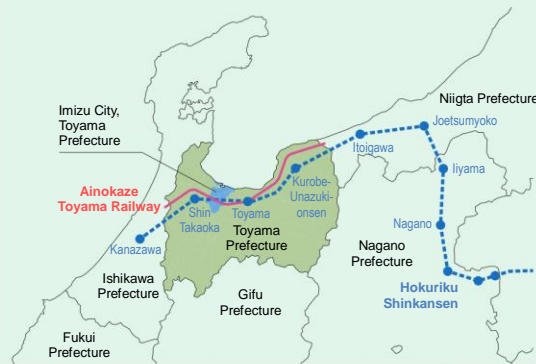 Niigta Prefecture
Imizu City,
Toyama
Prefecture
Joetsumyoko
Itoigawa
Iiyama
Ainokaze
Toyama Railway
Kurobe-
Unazuki-
onsen
Shin
Takaoka
Toyama
Toyama
Prefecture
Kanazawa
Nagano
Nagano
Prefecture
Ishikawa
Prefecture
Hokuriku
Shinkansen
Gifu
Prefecture
Fukui
Prefecture